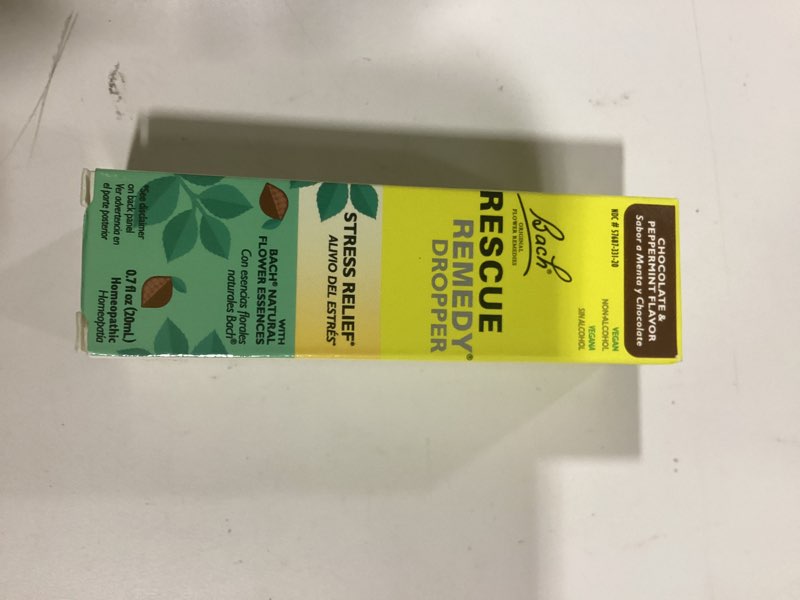 CHOCOLATE &
PEPPERMINT FLAVOR
Sabor a Menta y Chocolate
VEGAN
NON-ALCOHOL
VEGANA
SIN ALCOHOL
NDC # 57687-331-20
Bach®
ORIGINAL
FLOWER REMEDIES
RESCUE
REMEDY®
DROPPER
STRESS RELIEF*
ALIVIO DEL ESTRÉS*
WITH
BACH® NATURAL
FLOWER ESSENCES
Con esencias florales
naturales Bach®
*See disclaimer
on back panel
Ver advertencia en
el parte posterior
0.7 fl oz (20mL)
Homeopathic
Homeopatía